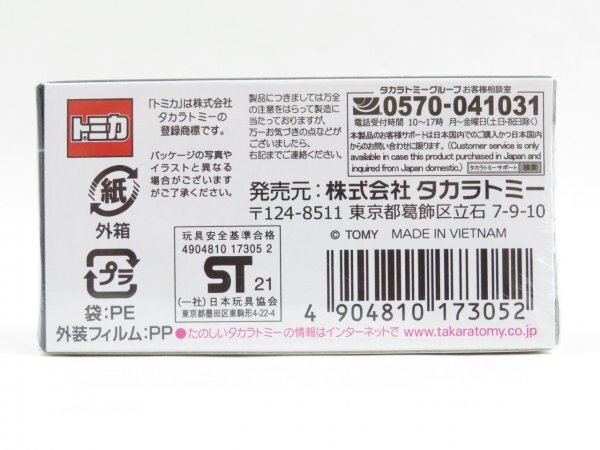 トミカ
「トミカ」は株式会社
タカラトミーの
登録商標です。
パッケージの写真や
イラストと異なる
場合がございますが
ご了承ください。
製品につきましては万全
の注意をはらって製造に
当たっておりますが、
万一お気づきの点などが
ございましたら、
右記までご連絡ください。
タカラトミーグループ お客様相談室
0570-041031
電話受付時間 10〜17時 月〜金曜日(土・日・祝日除く)
本製品のお客様サポートは日本国内でのご購入かつ日本国内
からのお問い合わせに限ります。(Customer service is only
available in case this product purchased in Japan and
inquired from Japan domestic.) タカラトミーサポート 検索
発売元: 株式会社 タカラトミー
〒124-8511 東京都葛飾区立石 7-9-10
© TOMY MADE IN VIETNAM
紙
外箱
プラ
袋:PE
外装フィルム:PP
玩具安全基準合格
4904810 17305 2
ST 21
(一社)日本玩具協会
東京都墨田区東駒形4-22-4
4 904810 173052
●たのしいタカラトミーの情報はインターネットで www.takaratomy.co.jp